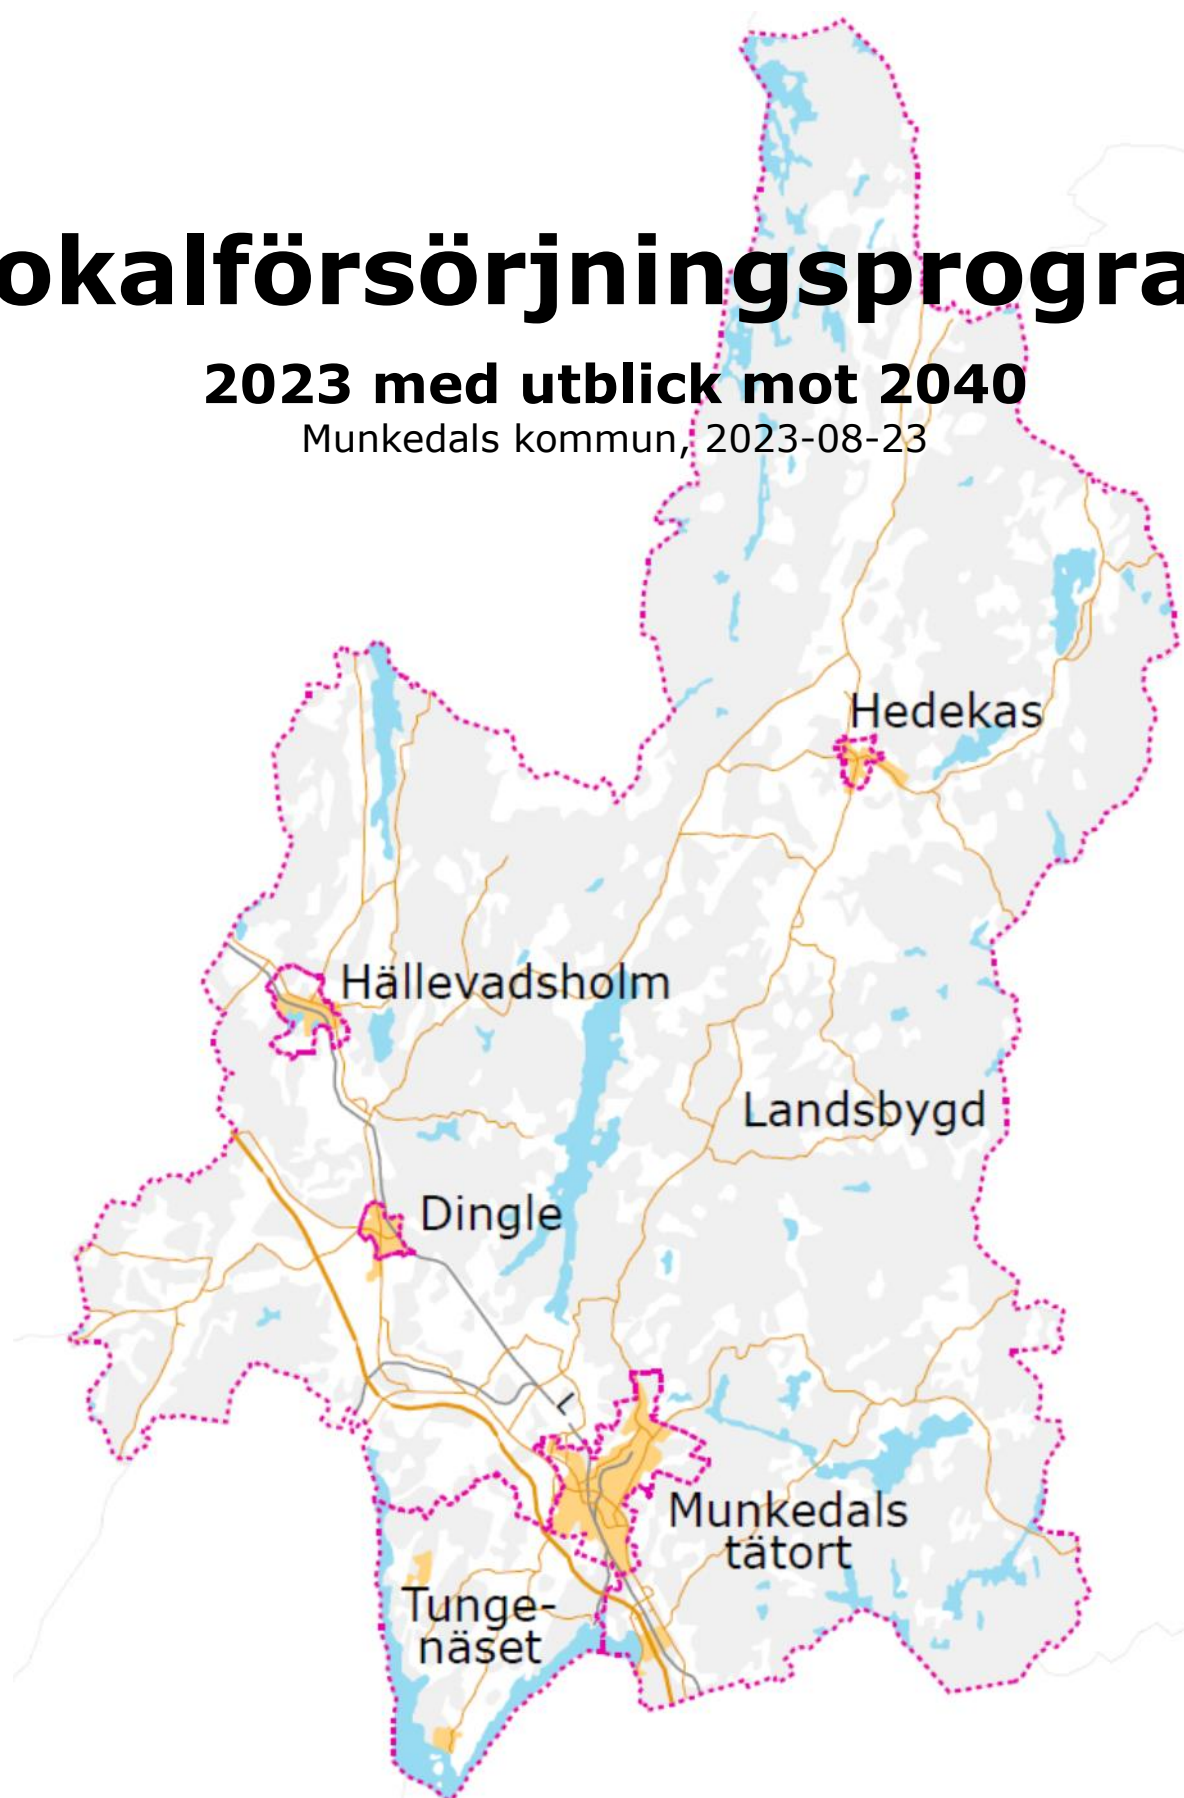 okalförsörjningsprogra
2023 med utblick mot 2040
Munkedals kommun, 2023-08-23
Hedekas
Hällevadsholm
Landsbygd
Dingle
Munkedals
tätort
Tunge-
näset